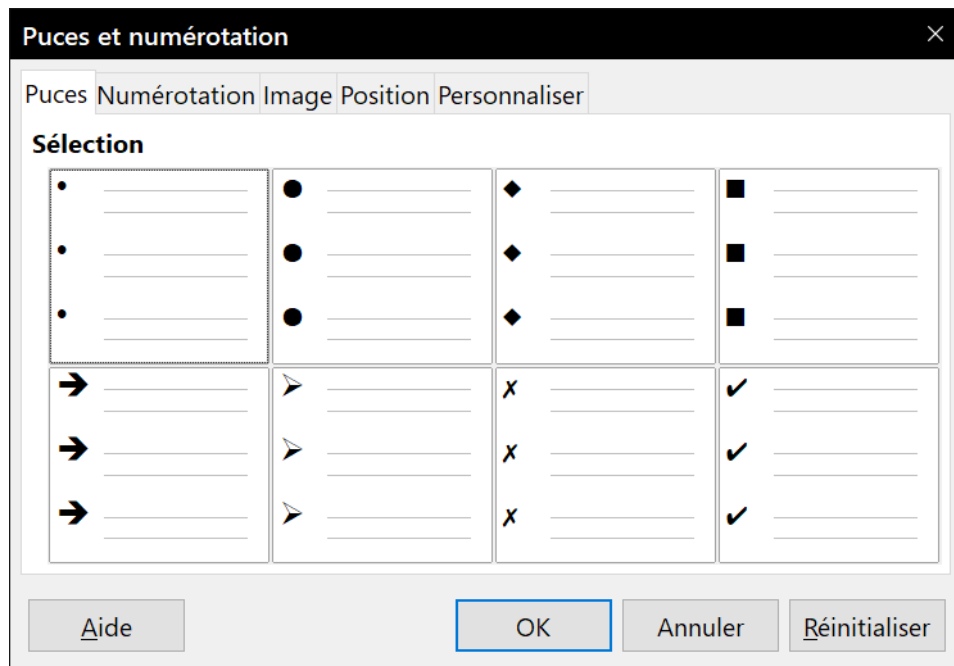 Puces et numérotation
Puces Numérotation Image Position Personnaliser
Sélection
Aide OK Annuler Réinitialiser